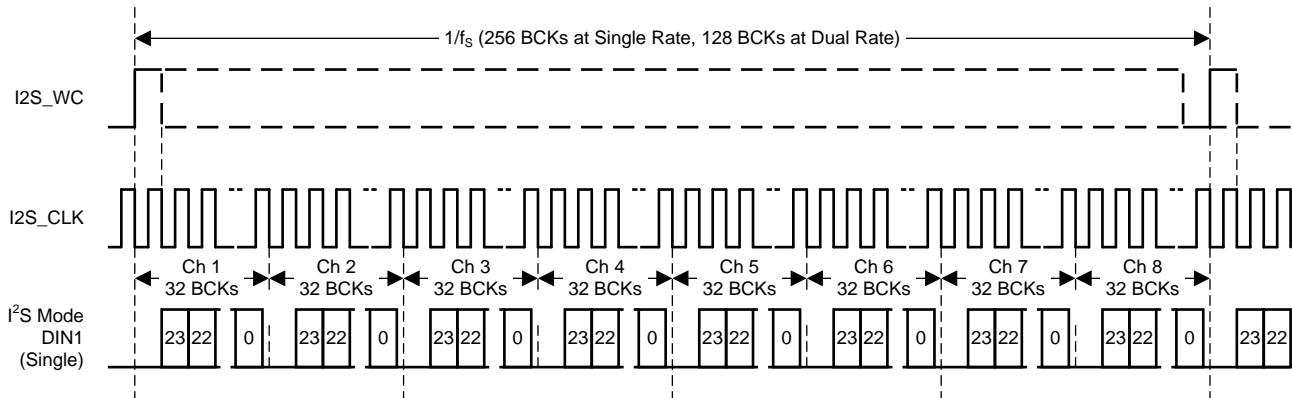 1/fS (256 BCKs at Single Rate, 128 BCKs at Dual Rate)
I2S_WC
I2S_CLK
Ch 1 Ch 2 Ch 3 Ch 4 Ch 5 Ch 6 Ch 7 Ch 8
32 BCKs 32 BCKs 32 BCKs 32 BCKs 32 BCKs 32 BCKs 32 BCKs 32 BCKs
I2S Mode
DIN1
(Single)
23 22 0 23 22 0 23 22 0 23 22 0 23 22 0 23 22 0 23 22 0 23 22 0 23 22